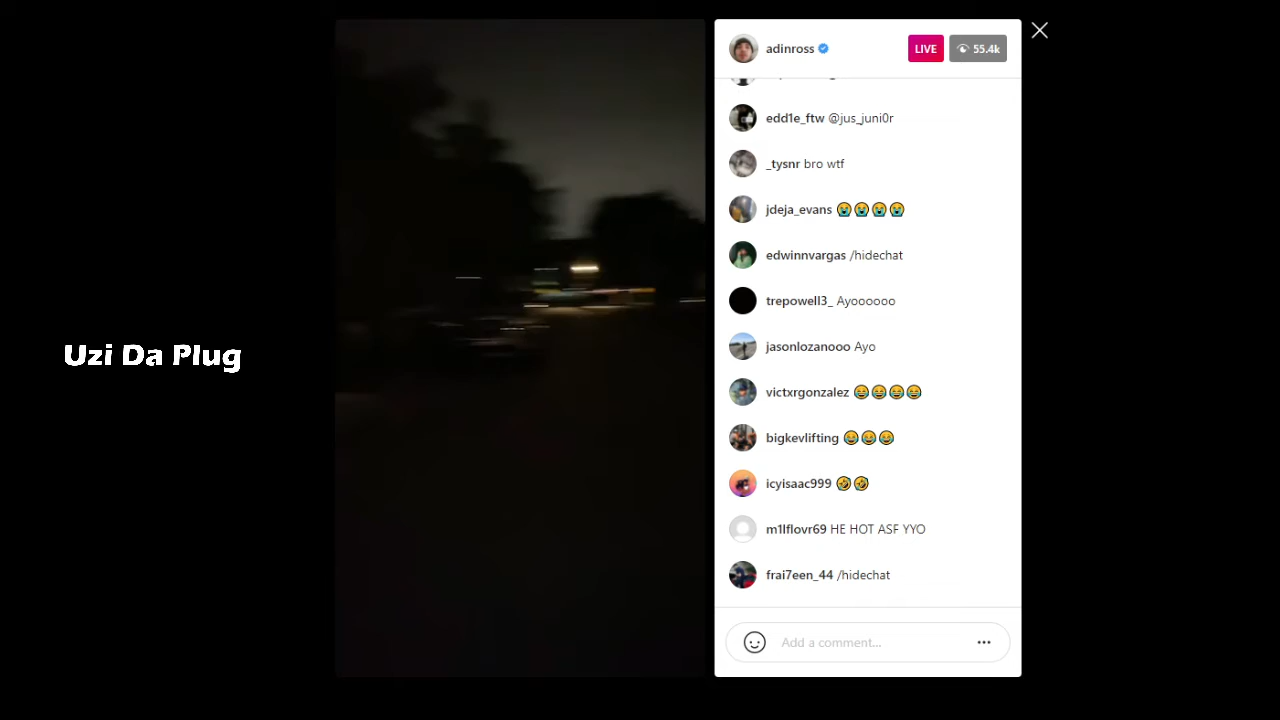 adinross
LIVE
55.4k
edd1e_ftw @jus_juni0r
_tysnr bro wtf
jdeja_evans 😭😭😭😭
edwinnvargas /hidechat
trepowell3_ Ayoooooo
jasonlozanooo Ayo
Uzi Da Plug
victxrgonzalez 😂😂😂😂
bigkevlifting 😂😂😂
icyisaac999 🤣🤣
m1lflovr69 HE HOT ASF YYO
frai7een_44 /hidechat
Add a comment...